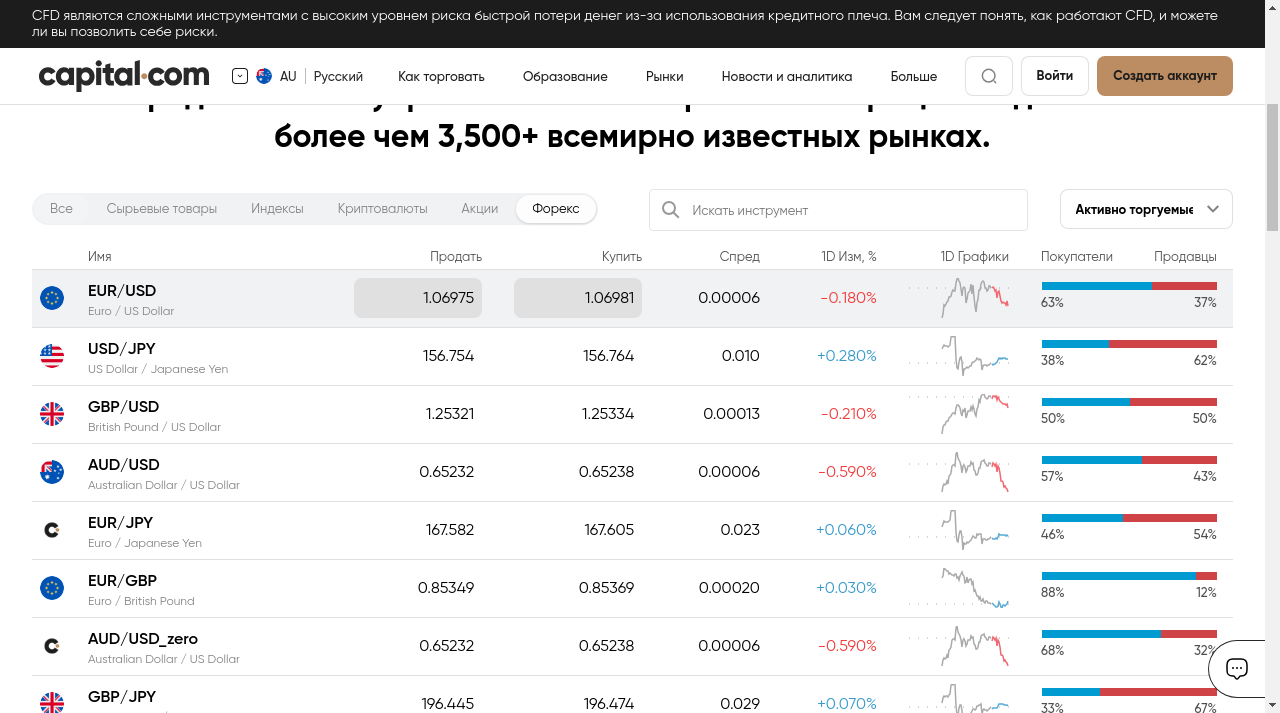 CFD являются сложными инструментами с высоким уровнем риска быстрой потери денег из-за использования кредитного плеча. Вам следует понять, как работают CFD, и можете
ли вы позволить себе риски.
capital.com AU Русский Как торговать Образование Рынки Новости и аналитика Больше Войти Создать аккаунт
более чем 3,500+ всемирно известных рынках.
Все Сырьевые товары Индексы Криптовалюты Акции Форекс Искать инструмент Активно торгуемые
Имя Продать Купить Спред 1D Изм, % 1D Графики Покупатели Продавцы
EUR/USD 1.06975 1.06981 0.00006 -0.180% 63% 37%
Euro / US Dollar
USD/JPY 156.754 156.764 0.010 +0.280% 38% 62%
US Dollar / Japanese Yen
GBP/USD 1.25321 1.25334 0.00013 -0.210% 50% 50%
British Pound / US Dollar
AUD/USD 0.65232 0.65238 0.00006 -0.590% 57% 43%
Australian Dollar / US Dollar
EUR/JPY 167.582 167.605 0.023 +0.060% 46% 54%
Euro / Japanese Yen
EUR/GBP 0.85349 0.85369 0.00020 +0.030% 88% 12%
Euro / British Pound
AUD/USD_zero 0.65232 0.65238 0.00006 -0.590% 68% 32%
Australian Dollar / US Dollar
GBP/JPY 196.445 196.474 0.029 +0.070% 33% 67%